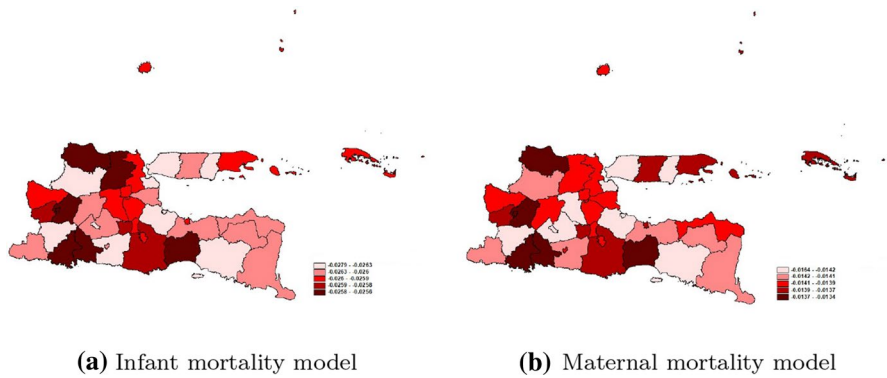 -0.0279 - -0.0263
-0.0263 - -0.026
-0.026 - -0.0259
-0.0259 - -0.0258
-0.0258 - -0.0256
-0.0164 - -0.0142
-0.0142 - -0.0141
-0.0141 - -0.0139
-0.0139 - -0.0137
-0.0137 - -0.0134
(a) Infant mortality model
(b) Maternal mortality model